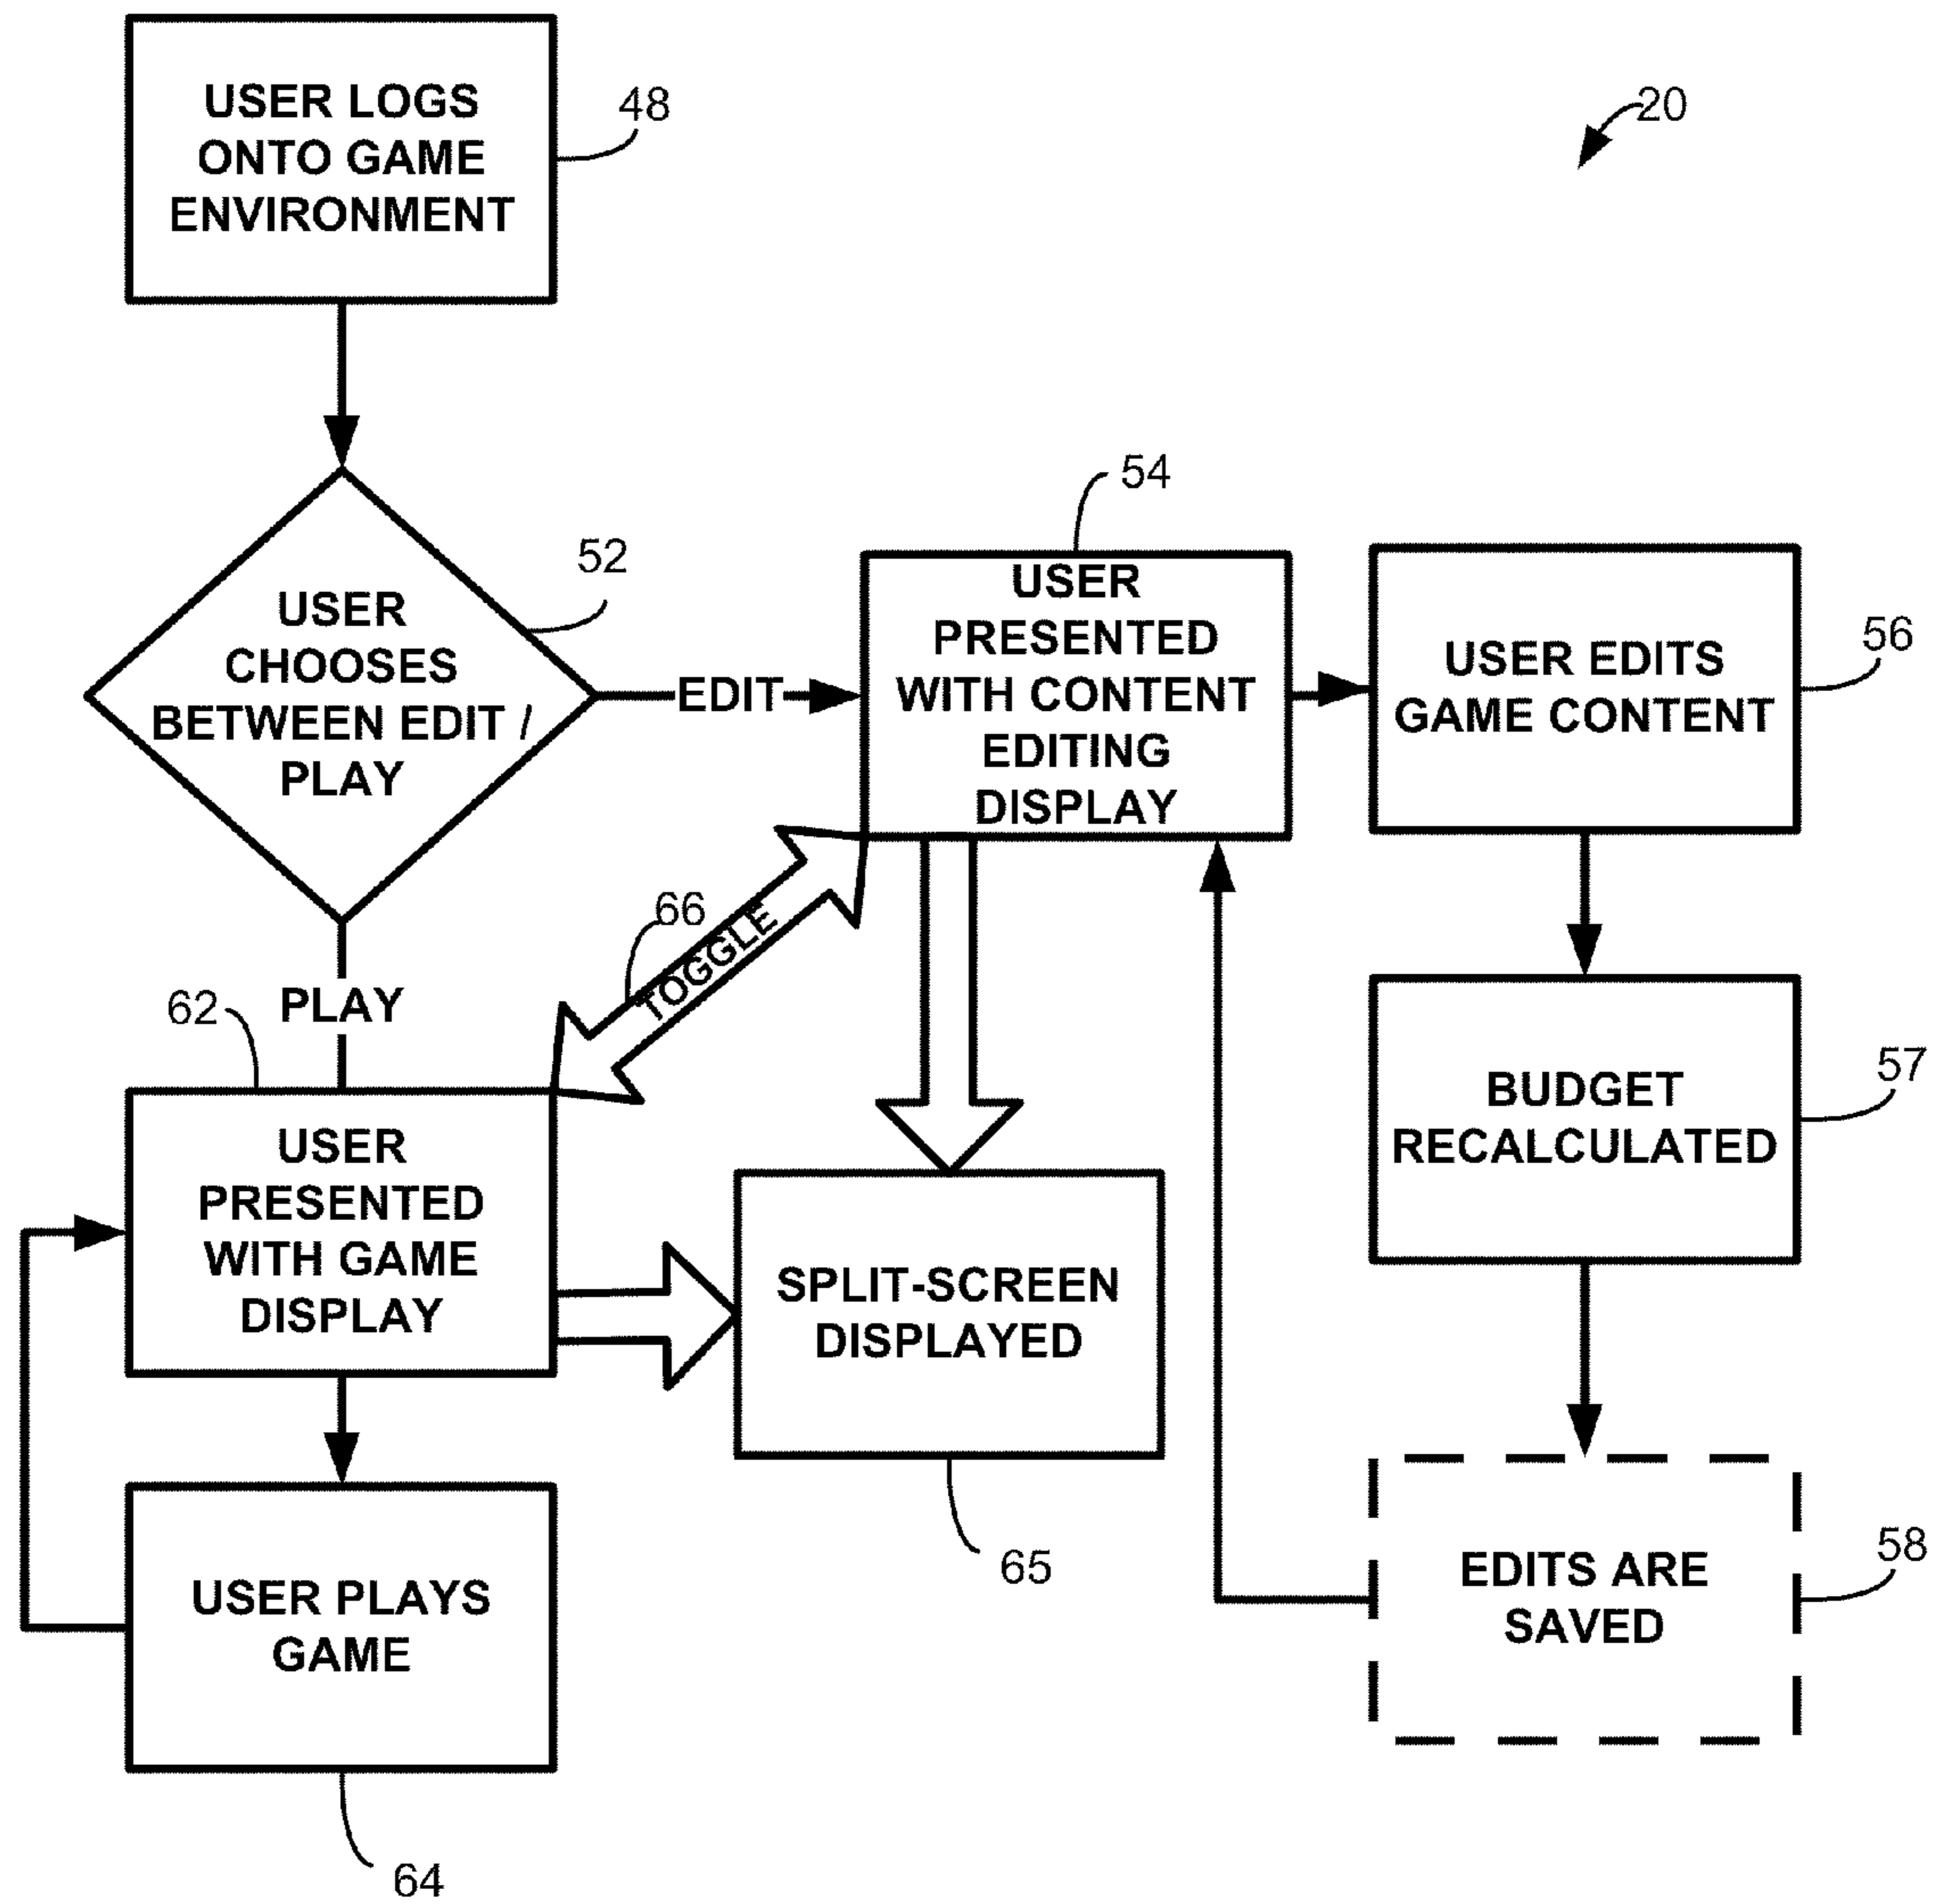 USER LOGS
ONTO GAME
ENVIRONMENT
48
20
USER
CHOOSES
BETWEEN EDIT /
PLAY
52
EDIT
54
USER
PRESENTED
WITH CONTENT
EDITING
DISPLAY
USER EDITS
GAME CONTENT
56
66
TOGGLE
PLAY
62
USER
PRESENTED
WITH GAME
DISPLAY
BUDGET
RECALCULATED
57
SPLIT-SCREEN
DISPLAYED
65
USER PLAYS
GAME
64
EDITS ARE
SAVED
58